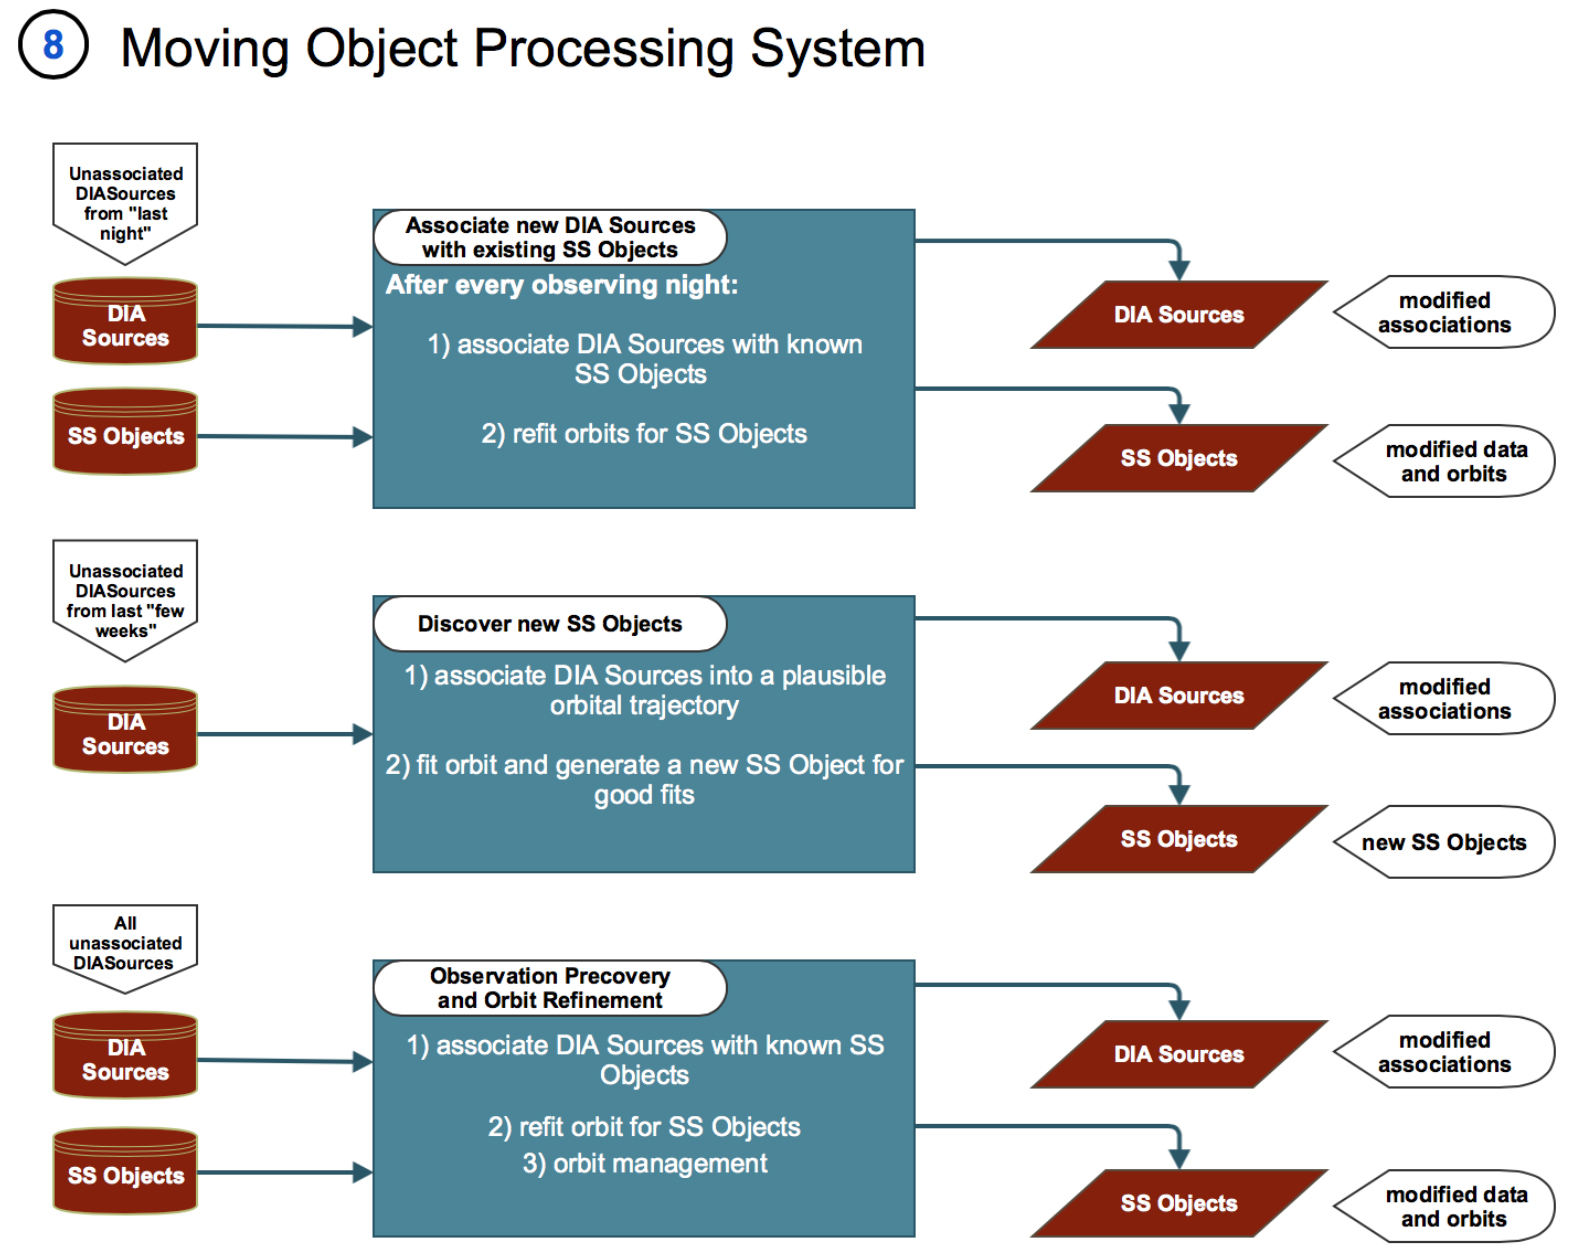 8 Moving Object Processing System
Unassociated
DIASources
from "last
night"
DIA
Sources
SS Objects
Associate new DIA Sources
with existing SS Objects
After every observing night:
1) associate DIA Sources with known
SS Objects
2) refit orbits for SS Objects
DIA Sources
modified
associations
SS Objects
modified data
and orbits
Unassociated
DIASources
from last "few
weeks"
DIA
Sources
Discover new SS Objects
1) associate DIA Sources into a plausible
orbital trajectory
2) fit orbit and generate a new SS Object for
good fits
DIA Sources
modified
associations
SS Objects
new SS Objects
All
unassociated
DIASources
DIA
Sources
SS Objects
Observation Precovery
and Orbit Refinement
1) associate DIA Sources with known SS
Objects
2) refit orbit for SS Objects
3) orbit management
DIA Sources
modified
associations
SS Objects
modified data
and orbits